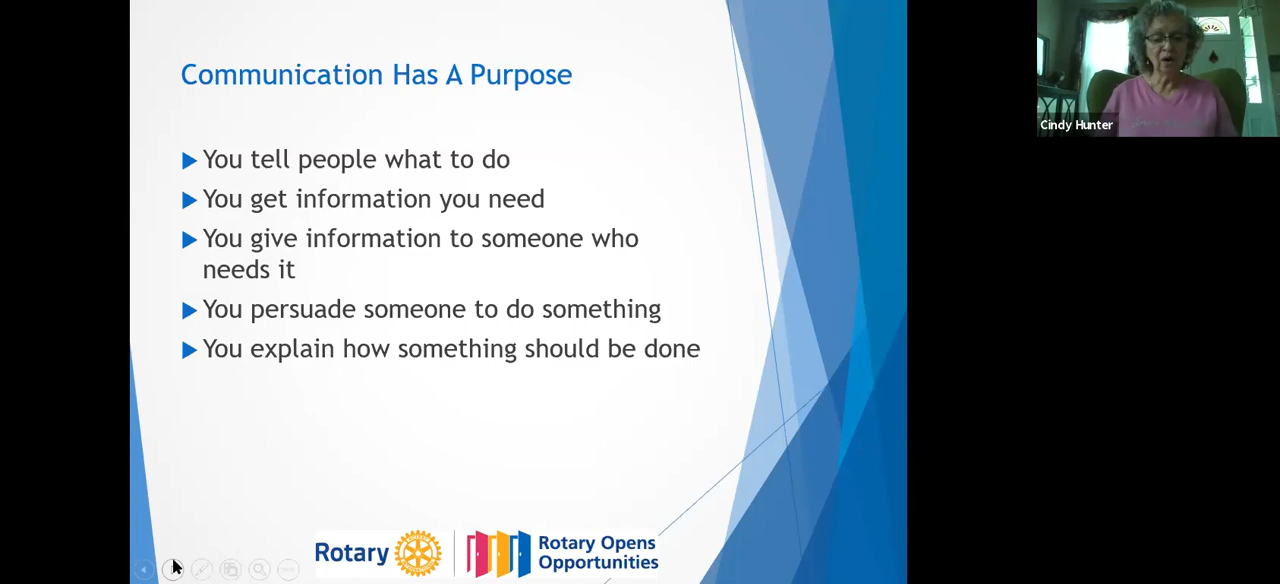 Communication Has A Purpose
You tell people what to do
You get information you need
You give information to someone who
needs it
You persuade someone to do something
You explain how something should be done
Rotary
Rotary Opens
Opportunities
Cindy Hunter